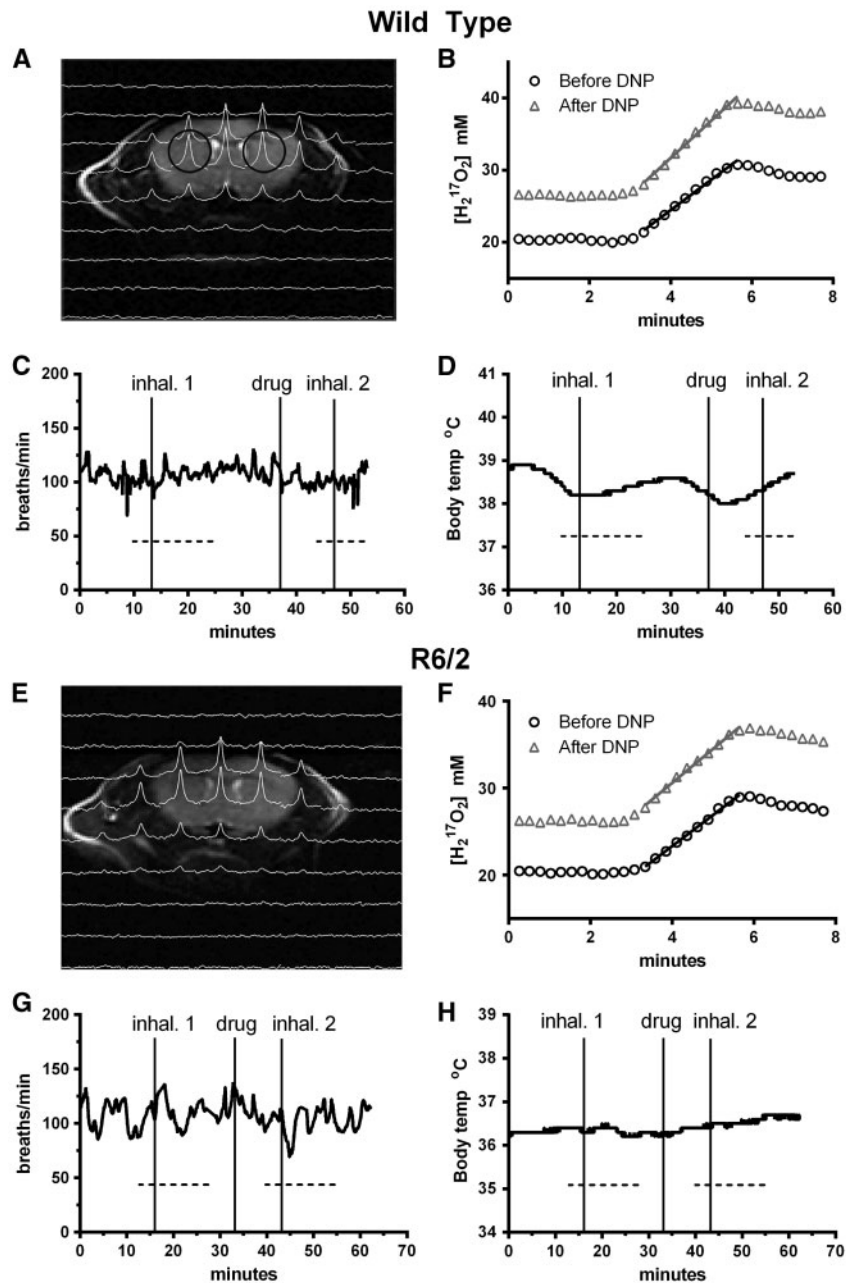 Wild Type
A
B
Before DNP
After DNP
[H₂¹⁷O₂] mM
40
30
20
0 2 4 6 8
minutes
C
inhal. 1 drug inhal. 2
breaths/min
200
150
100
50
0
0 10 20 30 40 50 60
minutes
D
inhal. 1 drug inhal. 2
Body temp °C
41
40
39
38
37
36
0 10 20 30 40 50 60
minutes
R6/2
E
F
Before DNP
After DNP
[H₂¹⁷O₂] mM
40
30
20
0 2 4 6 8
minutes
G
inhal. 1 drug inhal. 2
breaths/min
200
150
100
50
0
0 10 20 30 40 50 60 70
minutes
H
inhal. 1 drug inhal. 2
Body temp °C
39
38
37
36
35
34
0 10 20 30 40 50 60 70
minutes